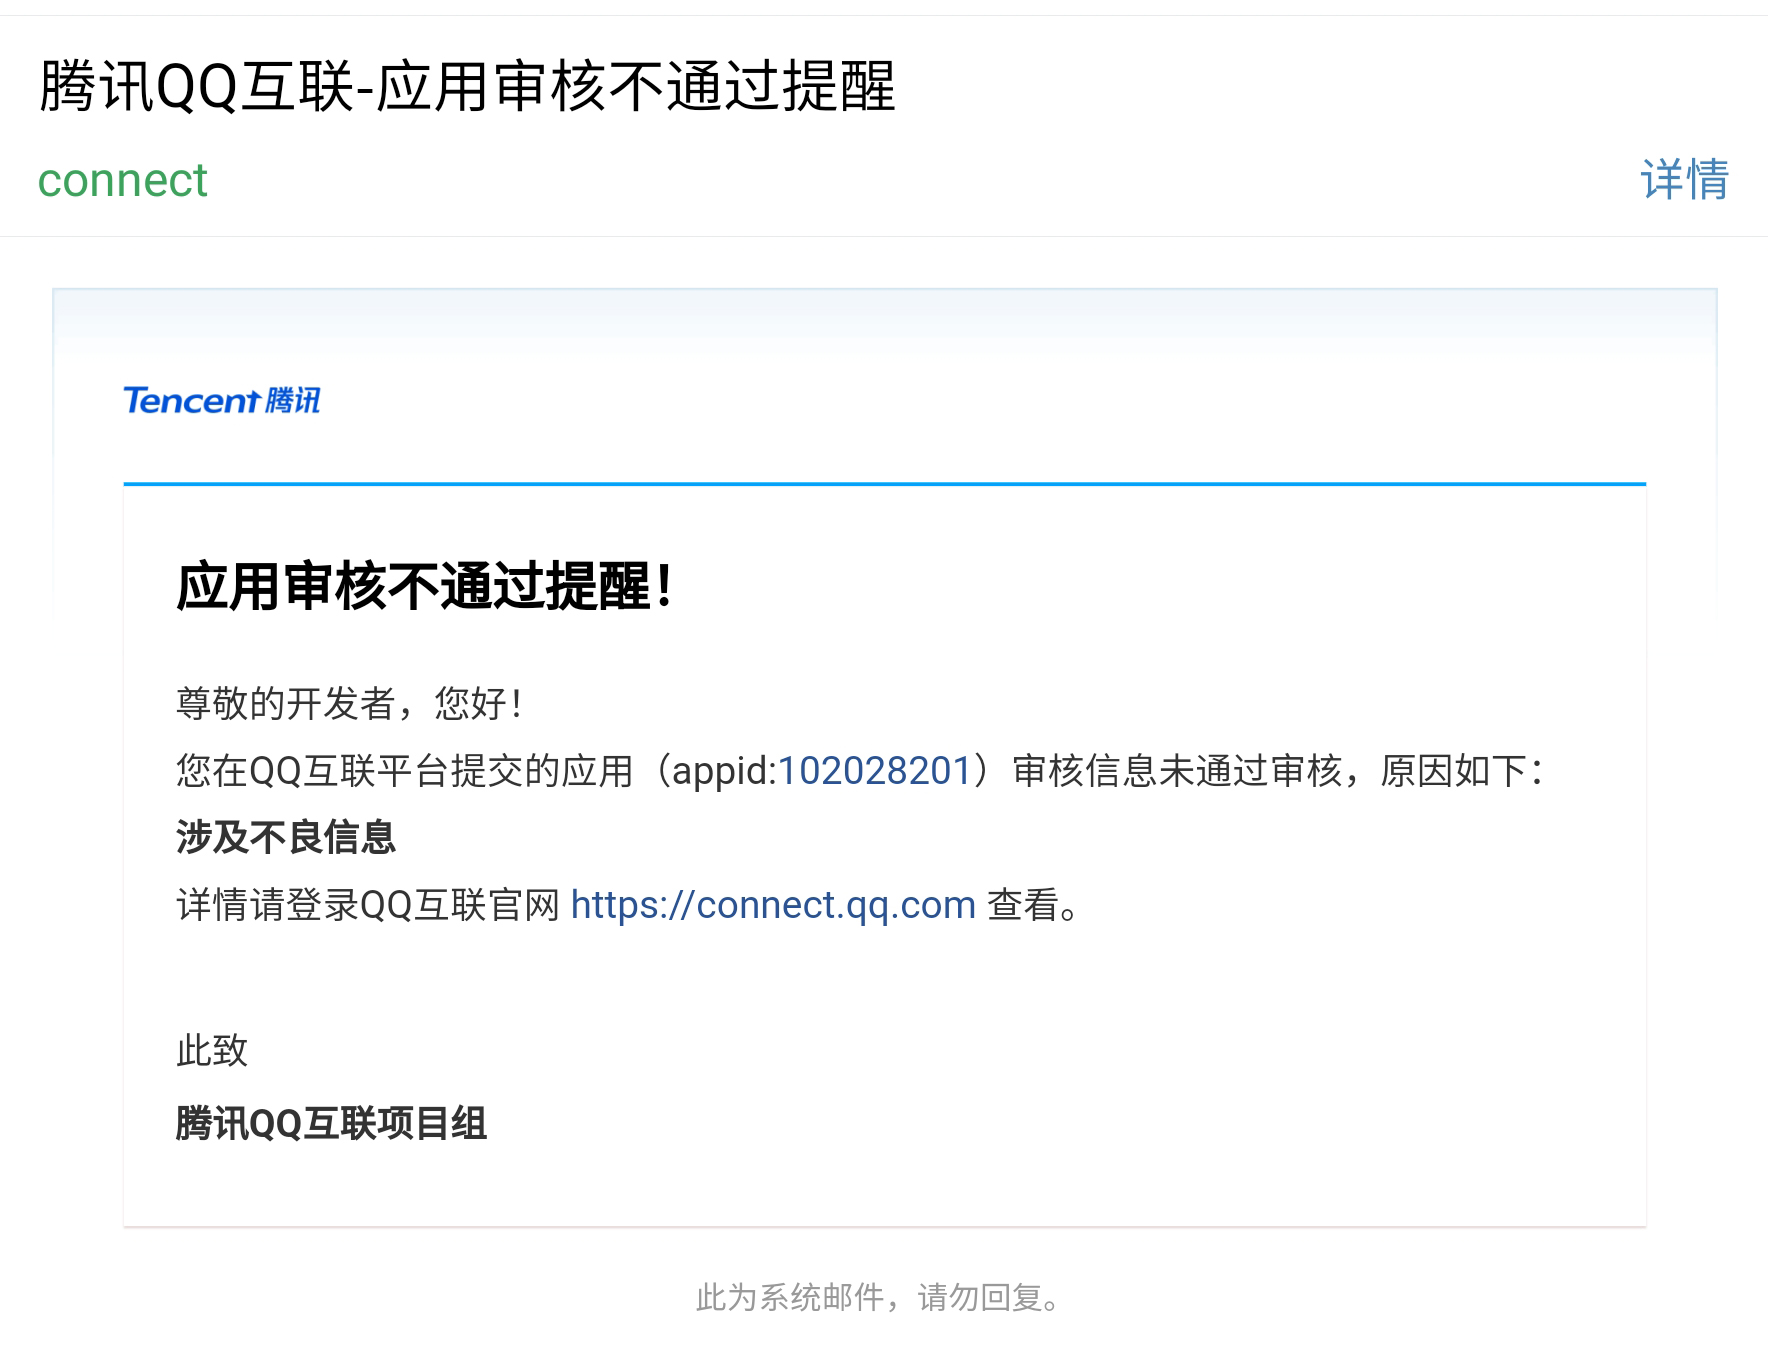 腾讯QQ互联-应用审核不通过提醒
connect
详情
Tencent腾讯
应用审核不通过提醒！
尊敬的开发者，您好！
您在QQ互联平台提交的应用（appid:102028201）审核信息未通过审核，原因如下：
涉及不良信息
详情请登录QQ互联官网 https://connect.qq.com 查看。
此致
腾讯QQ互联项目组
此为系统邮件，请勿回复。